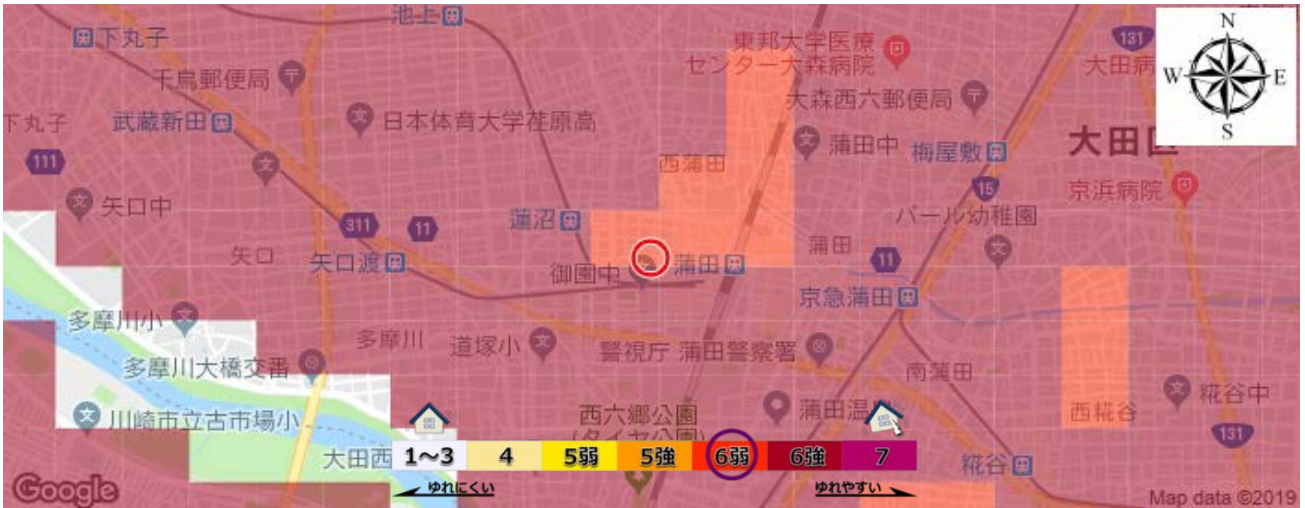 池上
下丸子
東邦大学医療
センター大森病院
131
大田病
N
W
E
S
千鳥郵便局
大森西六郵便局
下丸子
武蔵新田
日本体育大学荏原高
蒲田中
梅屋敷
大田区
111
西蒲田
15
京浜病院
矢口中
311
11
蓮沼
パール幼稚園
矢口
矢口渡
御園中
蒲田
蒲田
11
京急蒲田
多摩川小
多摩川
道塚小
警視庁 蒲田警察署
多摩川大橋交番
南蒲田
川崎市立古市場小
西六郷公園
(タイヤ公園)
蒲田温
西糀谷
糀谷中
131
大田西
1～3
4
5弱
5強
6弱
6強
7
糀谷
ゆれにくい
ゆれやすい
Google
Map data ©2019